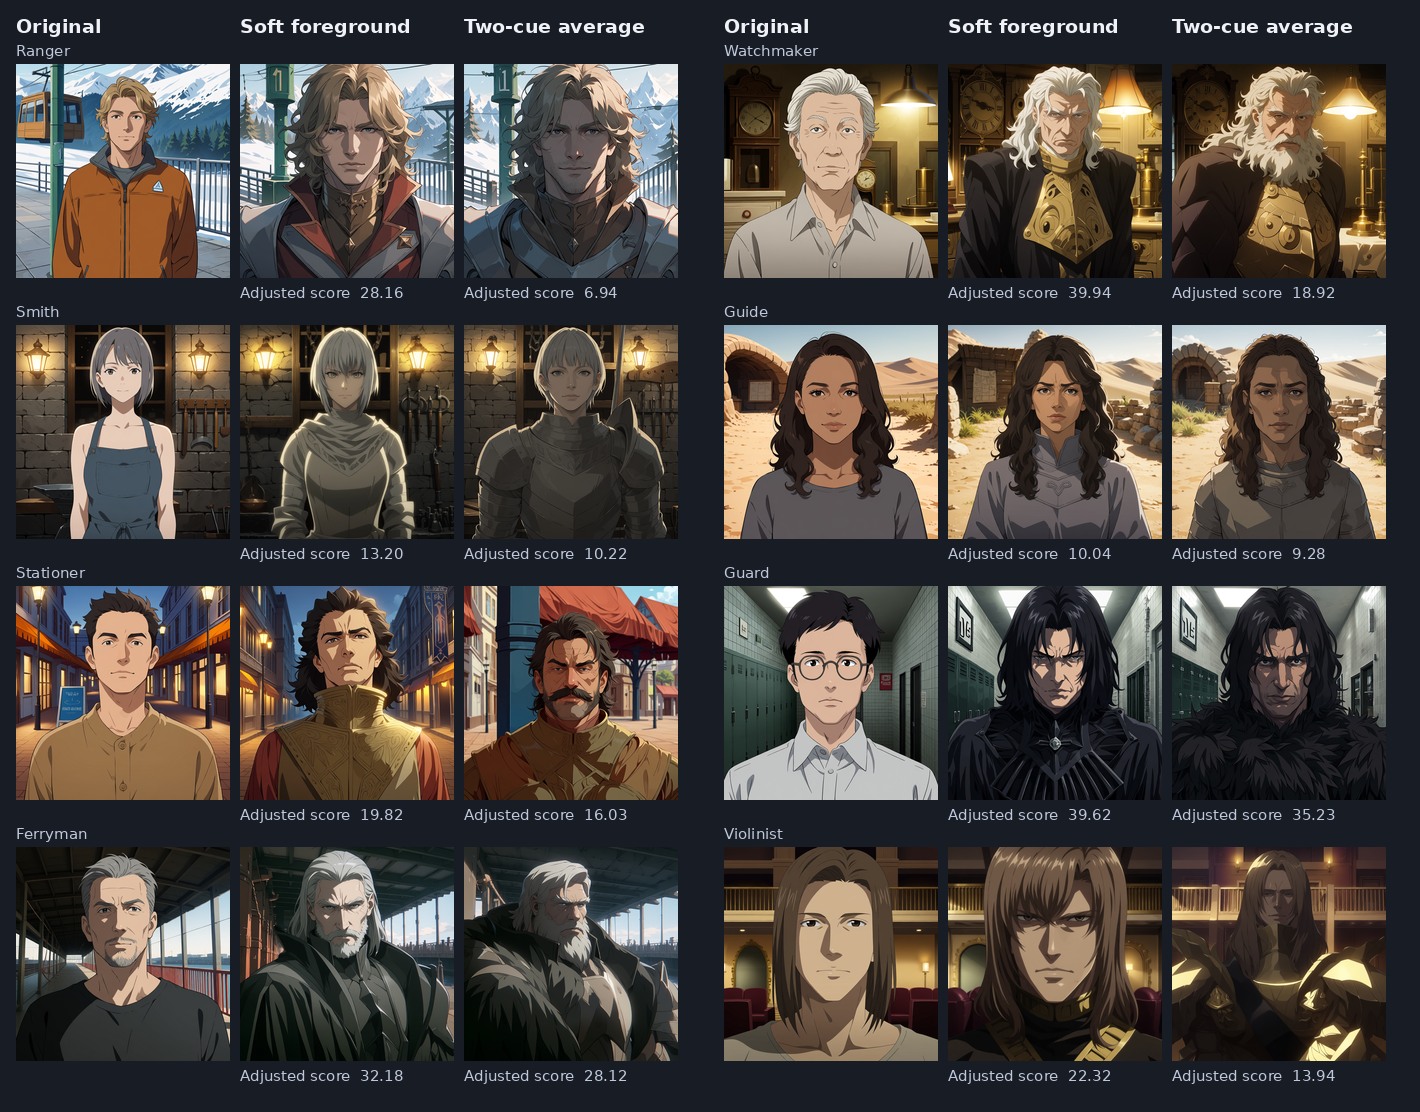 Original Soft foreground Two-cue average
Ranger
Adjusted score 28.16 Adjusted score 6.94
Smith
Adjusted score 13.20 Adjusted score 10.22
Stationer
Adjusted score 19.82 Adjusted score 16.03
Ferryman
Adjusted score 32.18 Adjusted score 28.12
Original Soft foreground Two-cue average
Watchmaker
Adjusted score 39.94 Adjusted score 18.92
Guide
Adjusted score 10.04 Adjusted score 9.28
Guard
Adjusted score 39.62 Adjusted score 35.23
Violinist
Adjusted score 22.32 Adjusted score 13.94